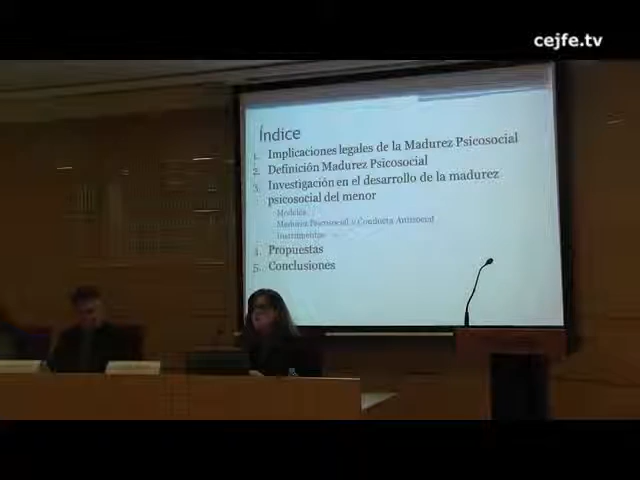 cejfe.tv
Índice
1. Implicaciones legales de la Madurez Psicosocial
2. Definición Madurez Psicosocial
3. Investigación en el desarrollo de la madurez
psicosocial del menor
Modelos
Madurez Psicosocial y Conducta Antisocial
Instrumentos
4. Propuestas
5. Conclusiones